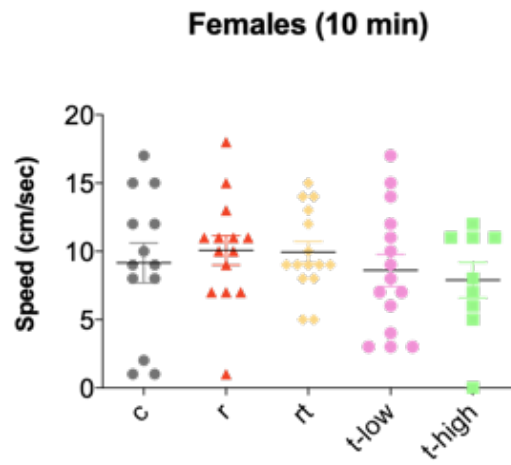 Females (10 min)
Speed (cm/sec)
20
15
10
5
0
c
r
rt
t-low
t-high